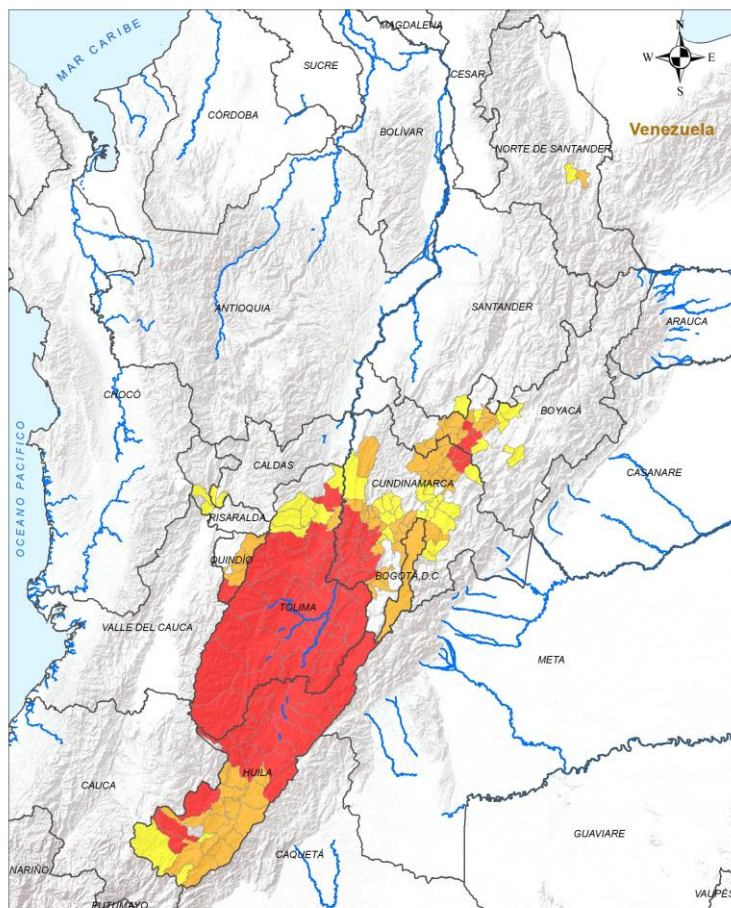 MAGDALENA
N
MAR CARIBE
SUCRE
W
E
CESAR
S
CÓRDOBA
BOLÍVAR
Venezuela
NORTE DE SANTANDER
ANTIOQUIA
SANTANDER
ARAUCA
CHOCÓ
BOYACÁ
OCEANO PACIFICO
CALDAS
CUNDINAMARCA
CASANARE
RISARALDA
QUINDÍO
BOGOTÁ, D.C
TOLIMA
VALLE DEL CAUCA
META
HUILA
CAUCA
GUAVIARE
CAQUETÁ
NARIÑO
PUTUMAYO
VAUPÉS